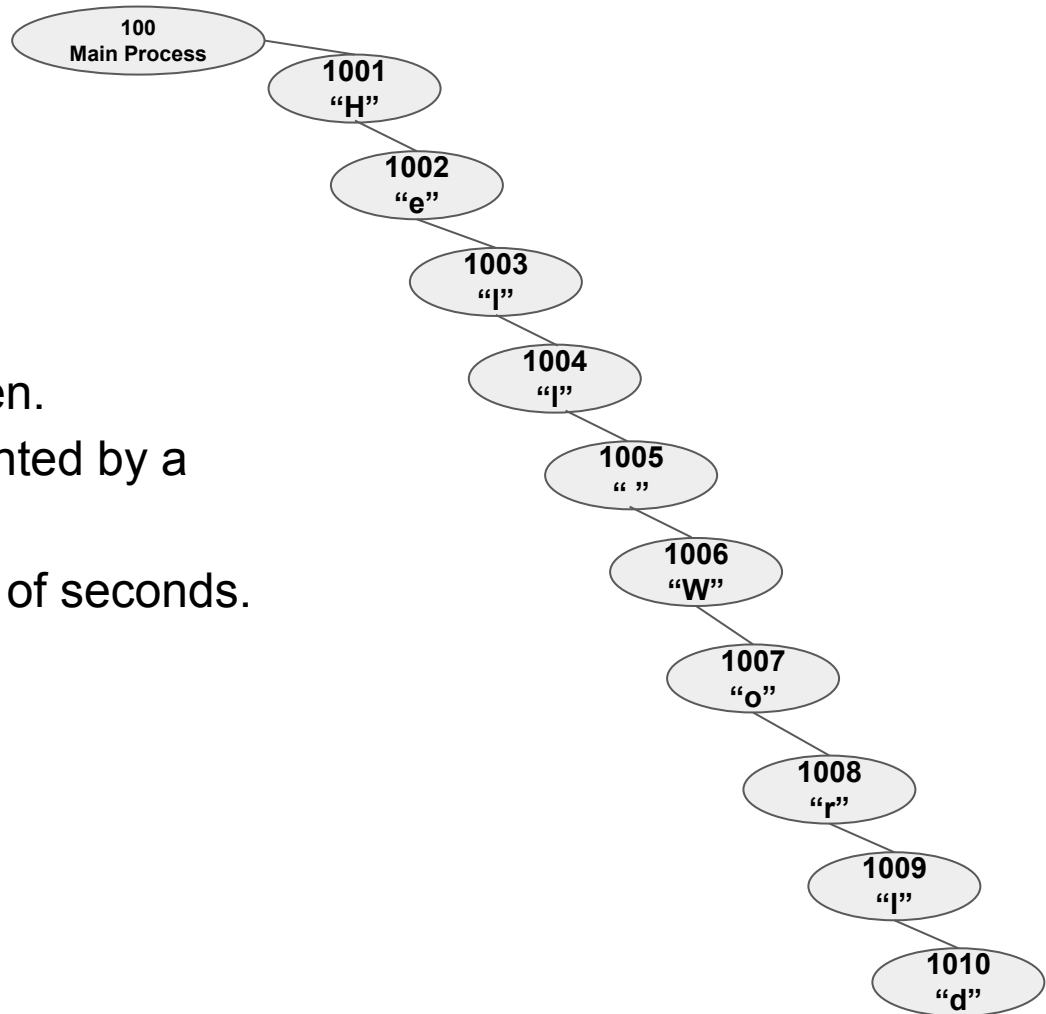 100
Main Process
1001
“H”
1002
“e”
1003
“l”
1004
“l”
1005
“ ”
1006
“W”
1007
“o”
1008
“r”
1009
“l”
1010
“d”
en.
nted by a
of seconds.